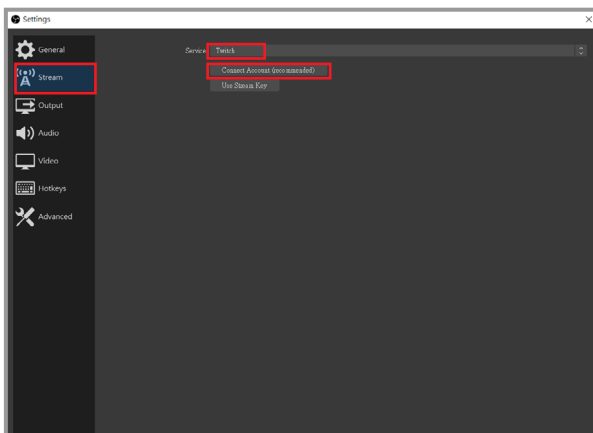 Settings
General
Stream
Output
Audio
Video
Hotkeys
Advanced
Service Twitch
Connect Account (recommended)
Use Stream Key